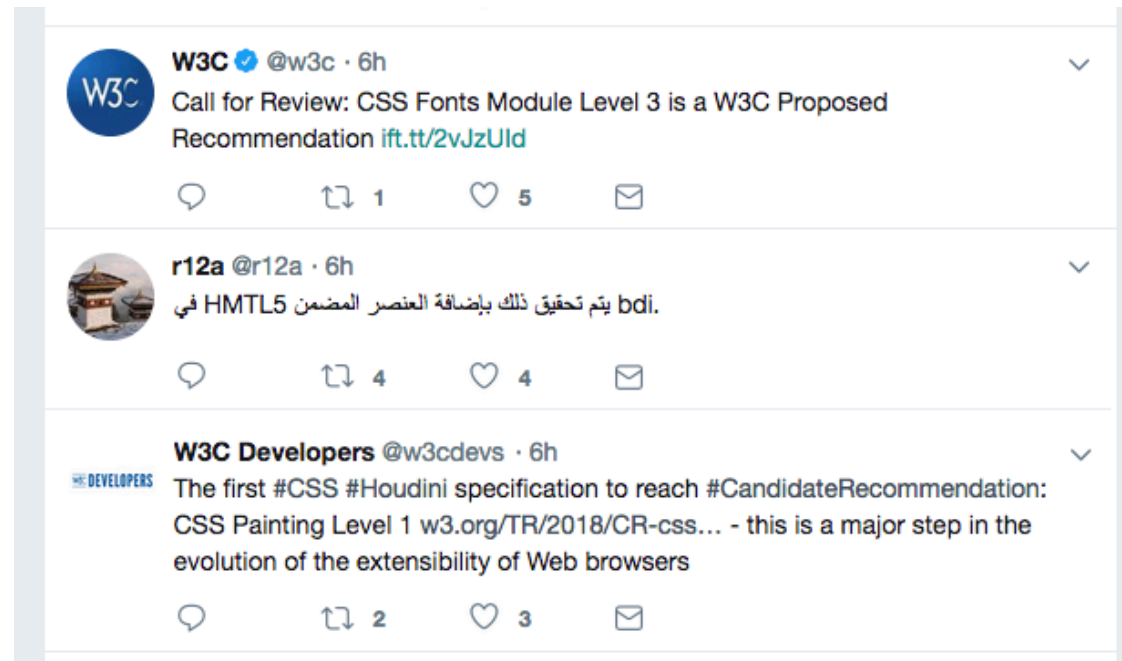 W3C @w3c · 6h
Call for Review: CSS Fonts Module Level 3 is a W3C Proposed
Recommendation ift.tt/2vJzUId
1 5
r12a @r12a · 6h
في HMTL5 يتم تحقيق ذلك بإضافة العنصر المضمن bdi.
4 4
W3C Developers @w3cdevs · 6h
W3C DEVELOPERS
The first #CSS #Houdini specification to reach #CandidateRecommendation:
CSS Painting Level 1 w3.org/TR/2018/CR-css… - this is a major step in the
evolution of the extensibility of Web browsers
2 3